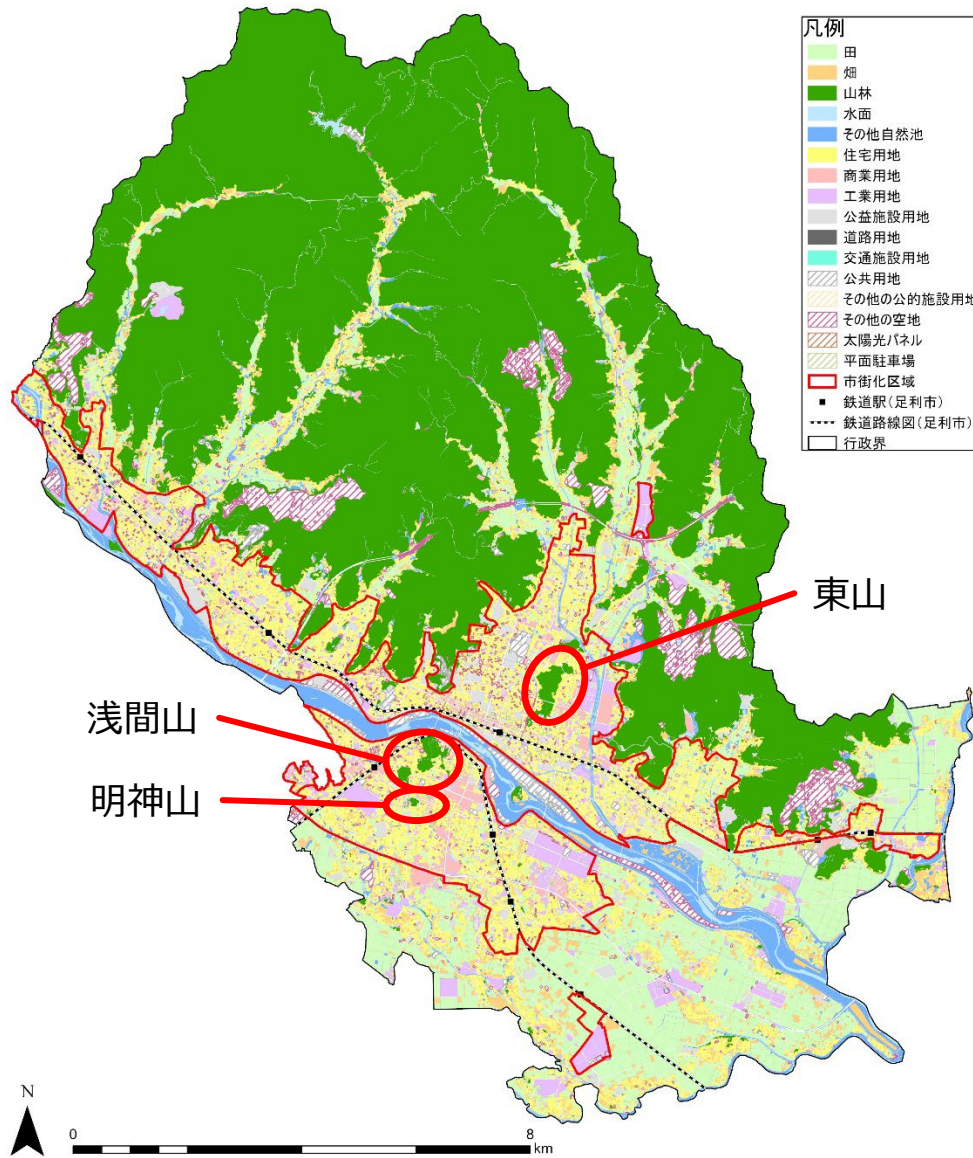 凡例
田
畑
山林
水面
その他自然池
住宅用地
商業用地
工業用地
公益施設用地
道路用地
交通施設用地
公共用地
その他の公的施設用地
その他の空地
太陽光パネル
平面駐車場
市街化区域
鉄道駅(足利市)
鉄道路線図(足利市)
行政界
東山
浅間山
明神山
N
0 8
km